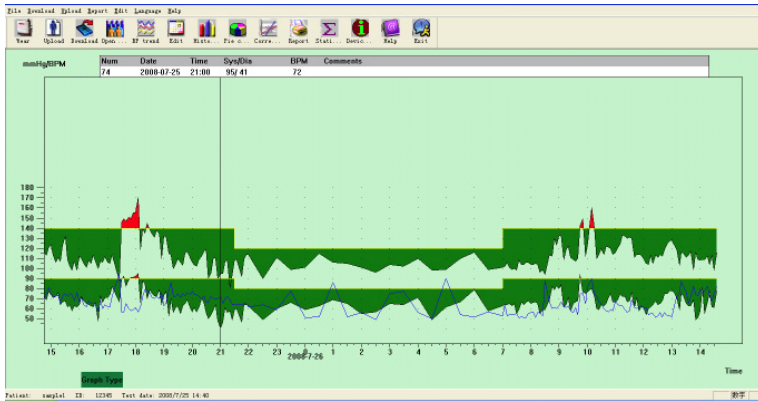 File Download Upload Report Edit Language Help
Wear Upload Download Open ... BP trend Edit Histo... Pie c... Corre... Report Stati... Devic... Help Exit
mmHg/BPM
Num Date Time Sys/Dia BPM Comments
74 2008-07-25 21:00 95/ 41 72
180
170
160
150
140
130
120
110
100
90
80
70
60
50
15 16 17 18 19 20 21 22 23 0 1 2 3 4 5 6 7 8 9 10 11 12 13 14
2008-7-26
Time
Graph Type
Patient: sample1 ID: 12345 Test date: 2008/7/25 14:40 数字